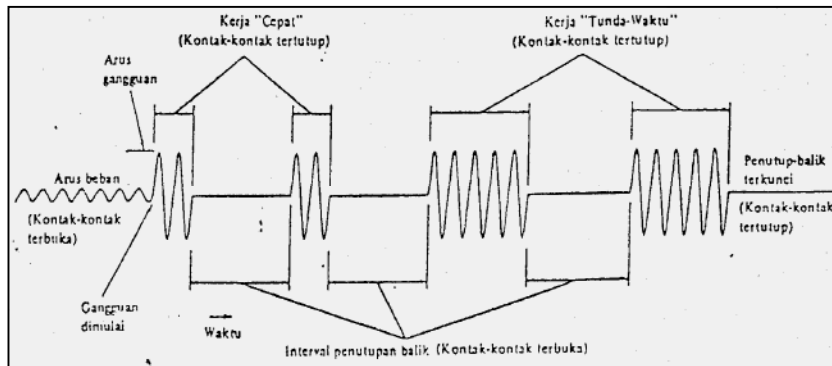 Kerja "Cepat"
(Kontak-kontak tertutup)
Kerja "Tunda-Waktu"
(Kontak-kontak tertutup)
Arus
gangguan
Arus beban
(Kontak-kontak
terbuka)
Penutup-balik
terkunci
(Kontak-kontak
tertutup)
Gangguan
dimulai
Waktu
Interval penutupan balik (Kontak-kontak terbuka)